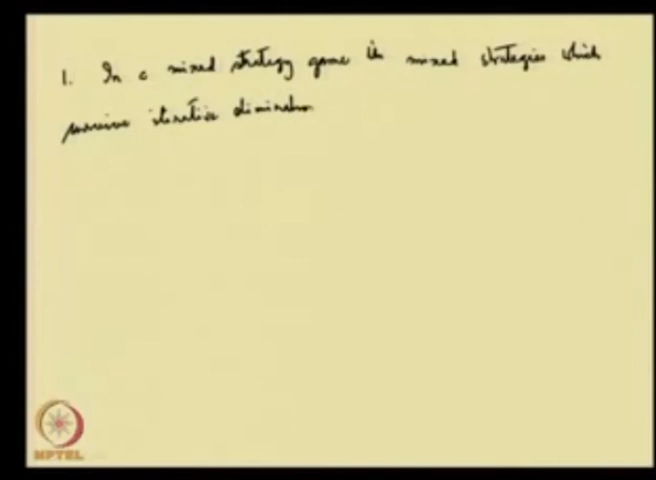 1. In a mixed strategy game the mixed strategies which
survive iterative elimination
NPTEL